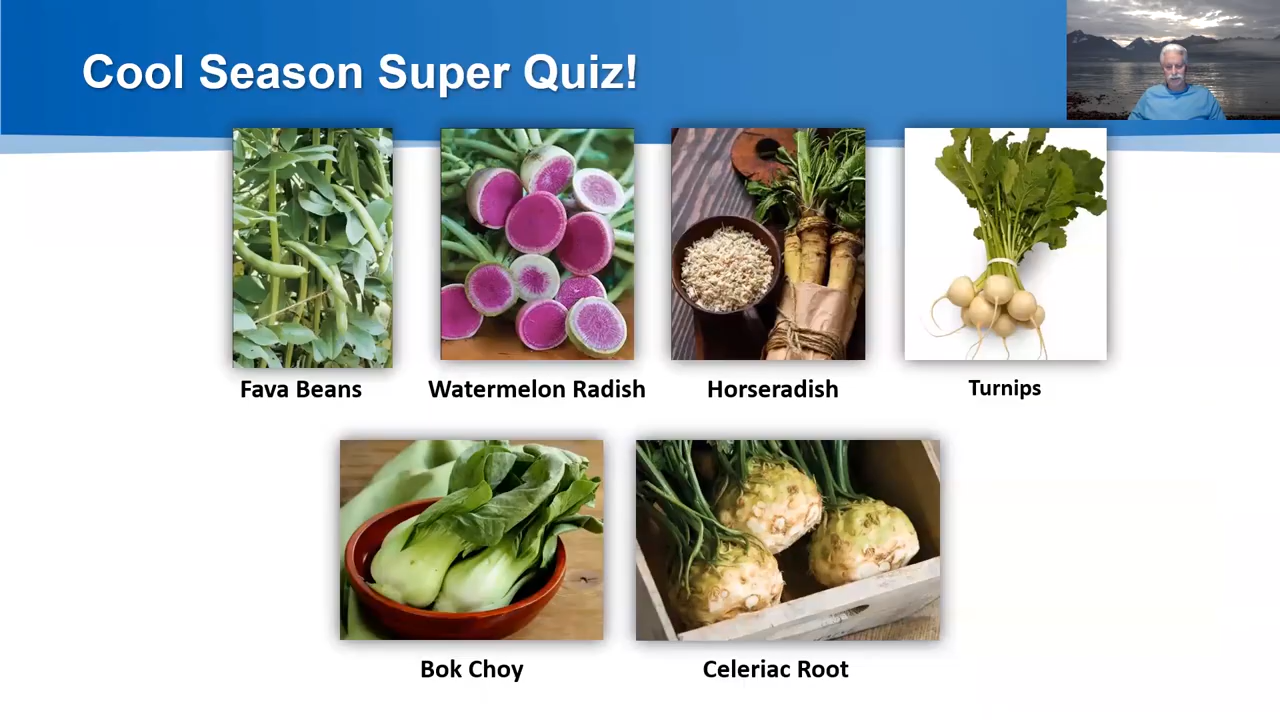 Cool Season Super Quiz!
Fava Beans
Watermelon Radish
Horseradish
Turnips
Bok Choy
Celeriac Root